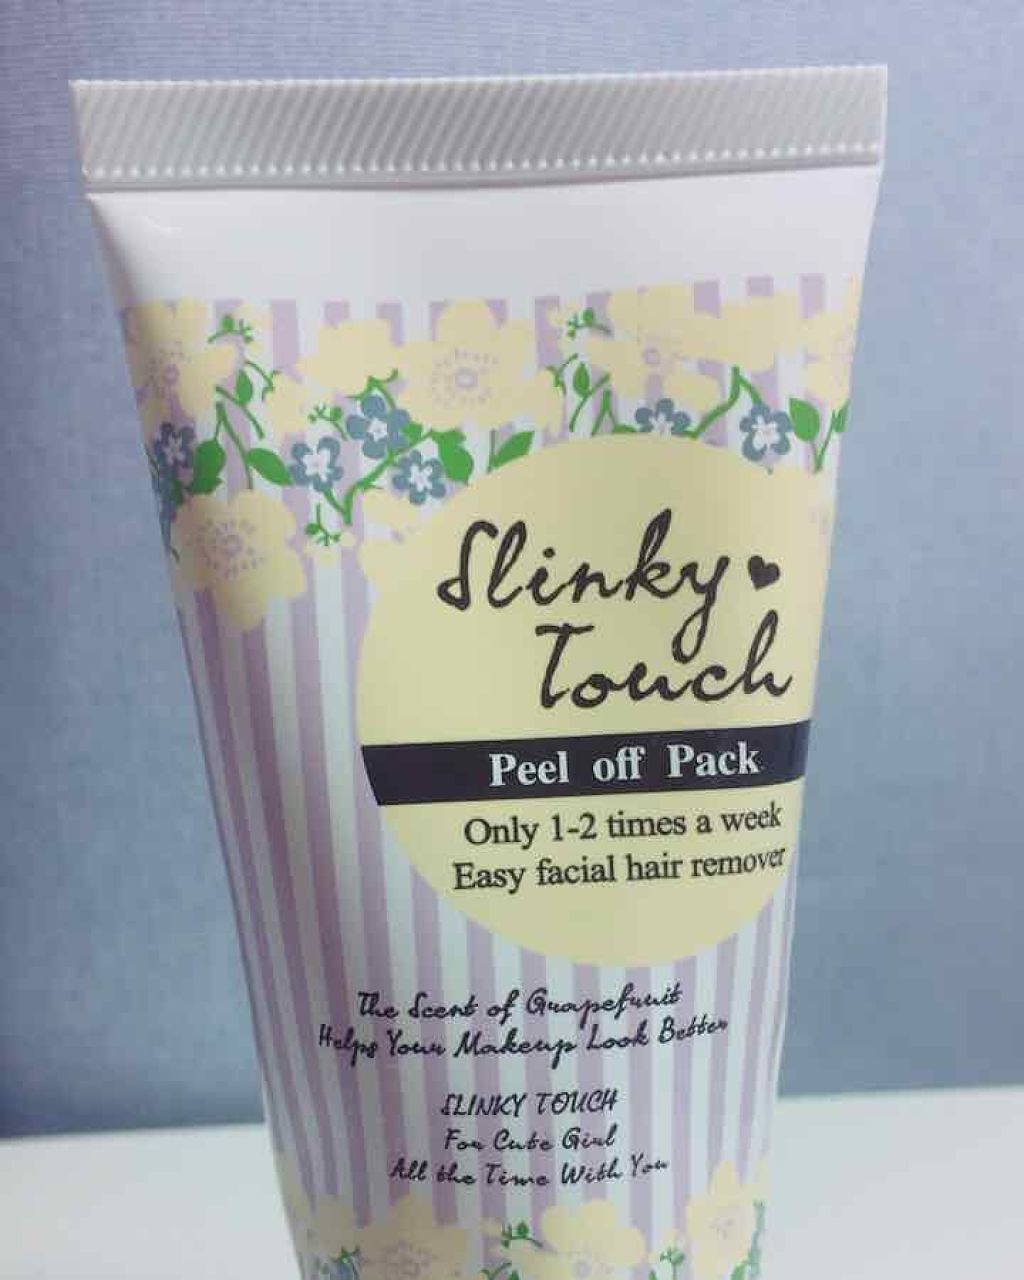 Slinky
Touch
Peel off Pack
Only 1-2 times a week
Easy facial hair remover
The Scent of Grapefruit
Helps Your Makeup Look Better
SLINKY TOUCH
For Cute Girl
All the Time With You